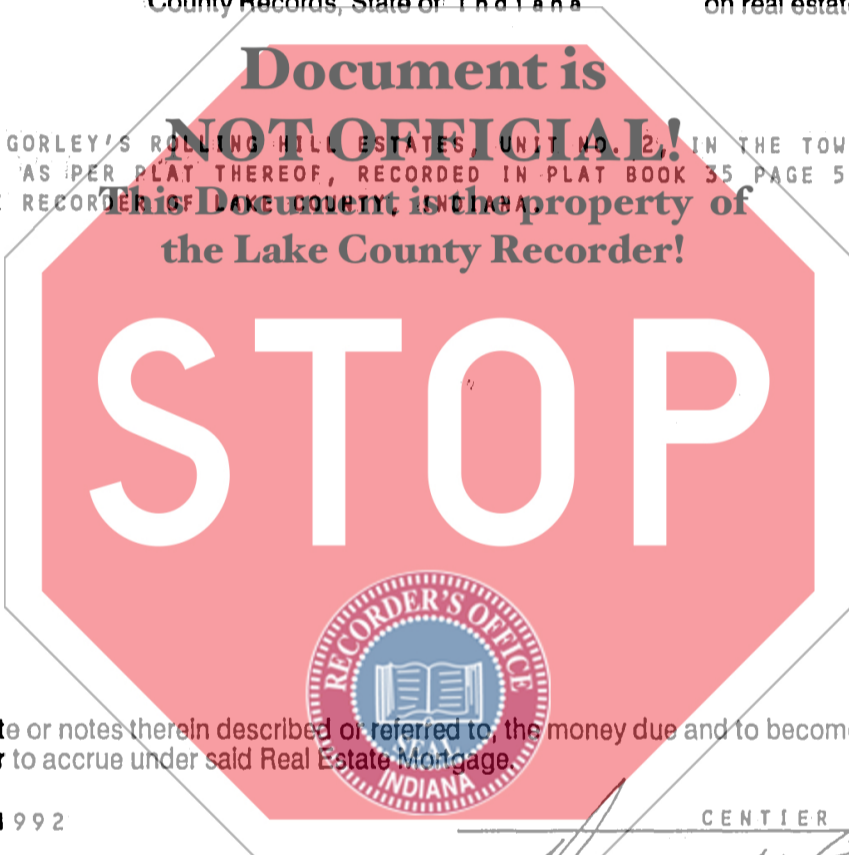 County Records, State of Indiana on real estate
Document is
NOT OFFICIAL!
GORLEY'S ROLLING HILL ESTATES, UNIT NO. 2, IN THE TOW
AS PER PLAT THEREOF, RECORDED IN PLAT BOOK 35 PAGE 5
RECORDER OF LAKE COUNTY, INDIANA.
This Document is the property of
the Lake County Recorder!
STOP
RECORDER'S OFFICE
SEAL
INDIANA
te or notes therein described or referred to, the money due and to become
r to accrue under said Real Estate Mortgage.
1992
CENTIER